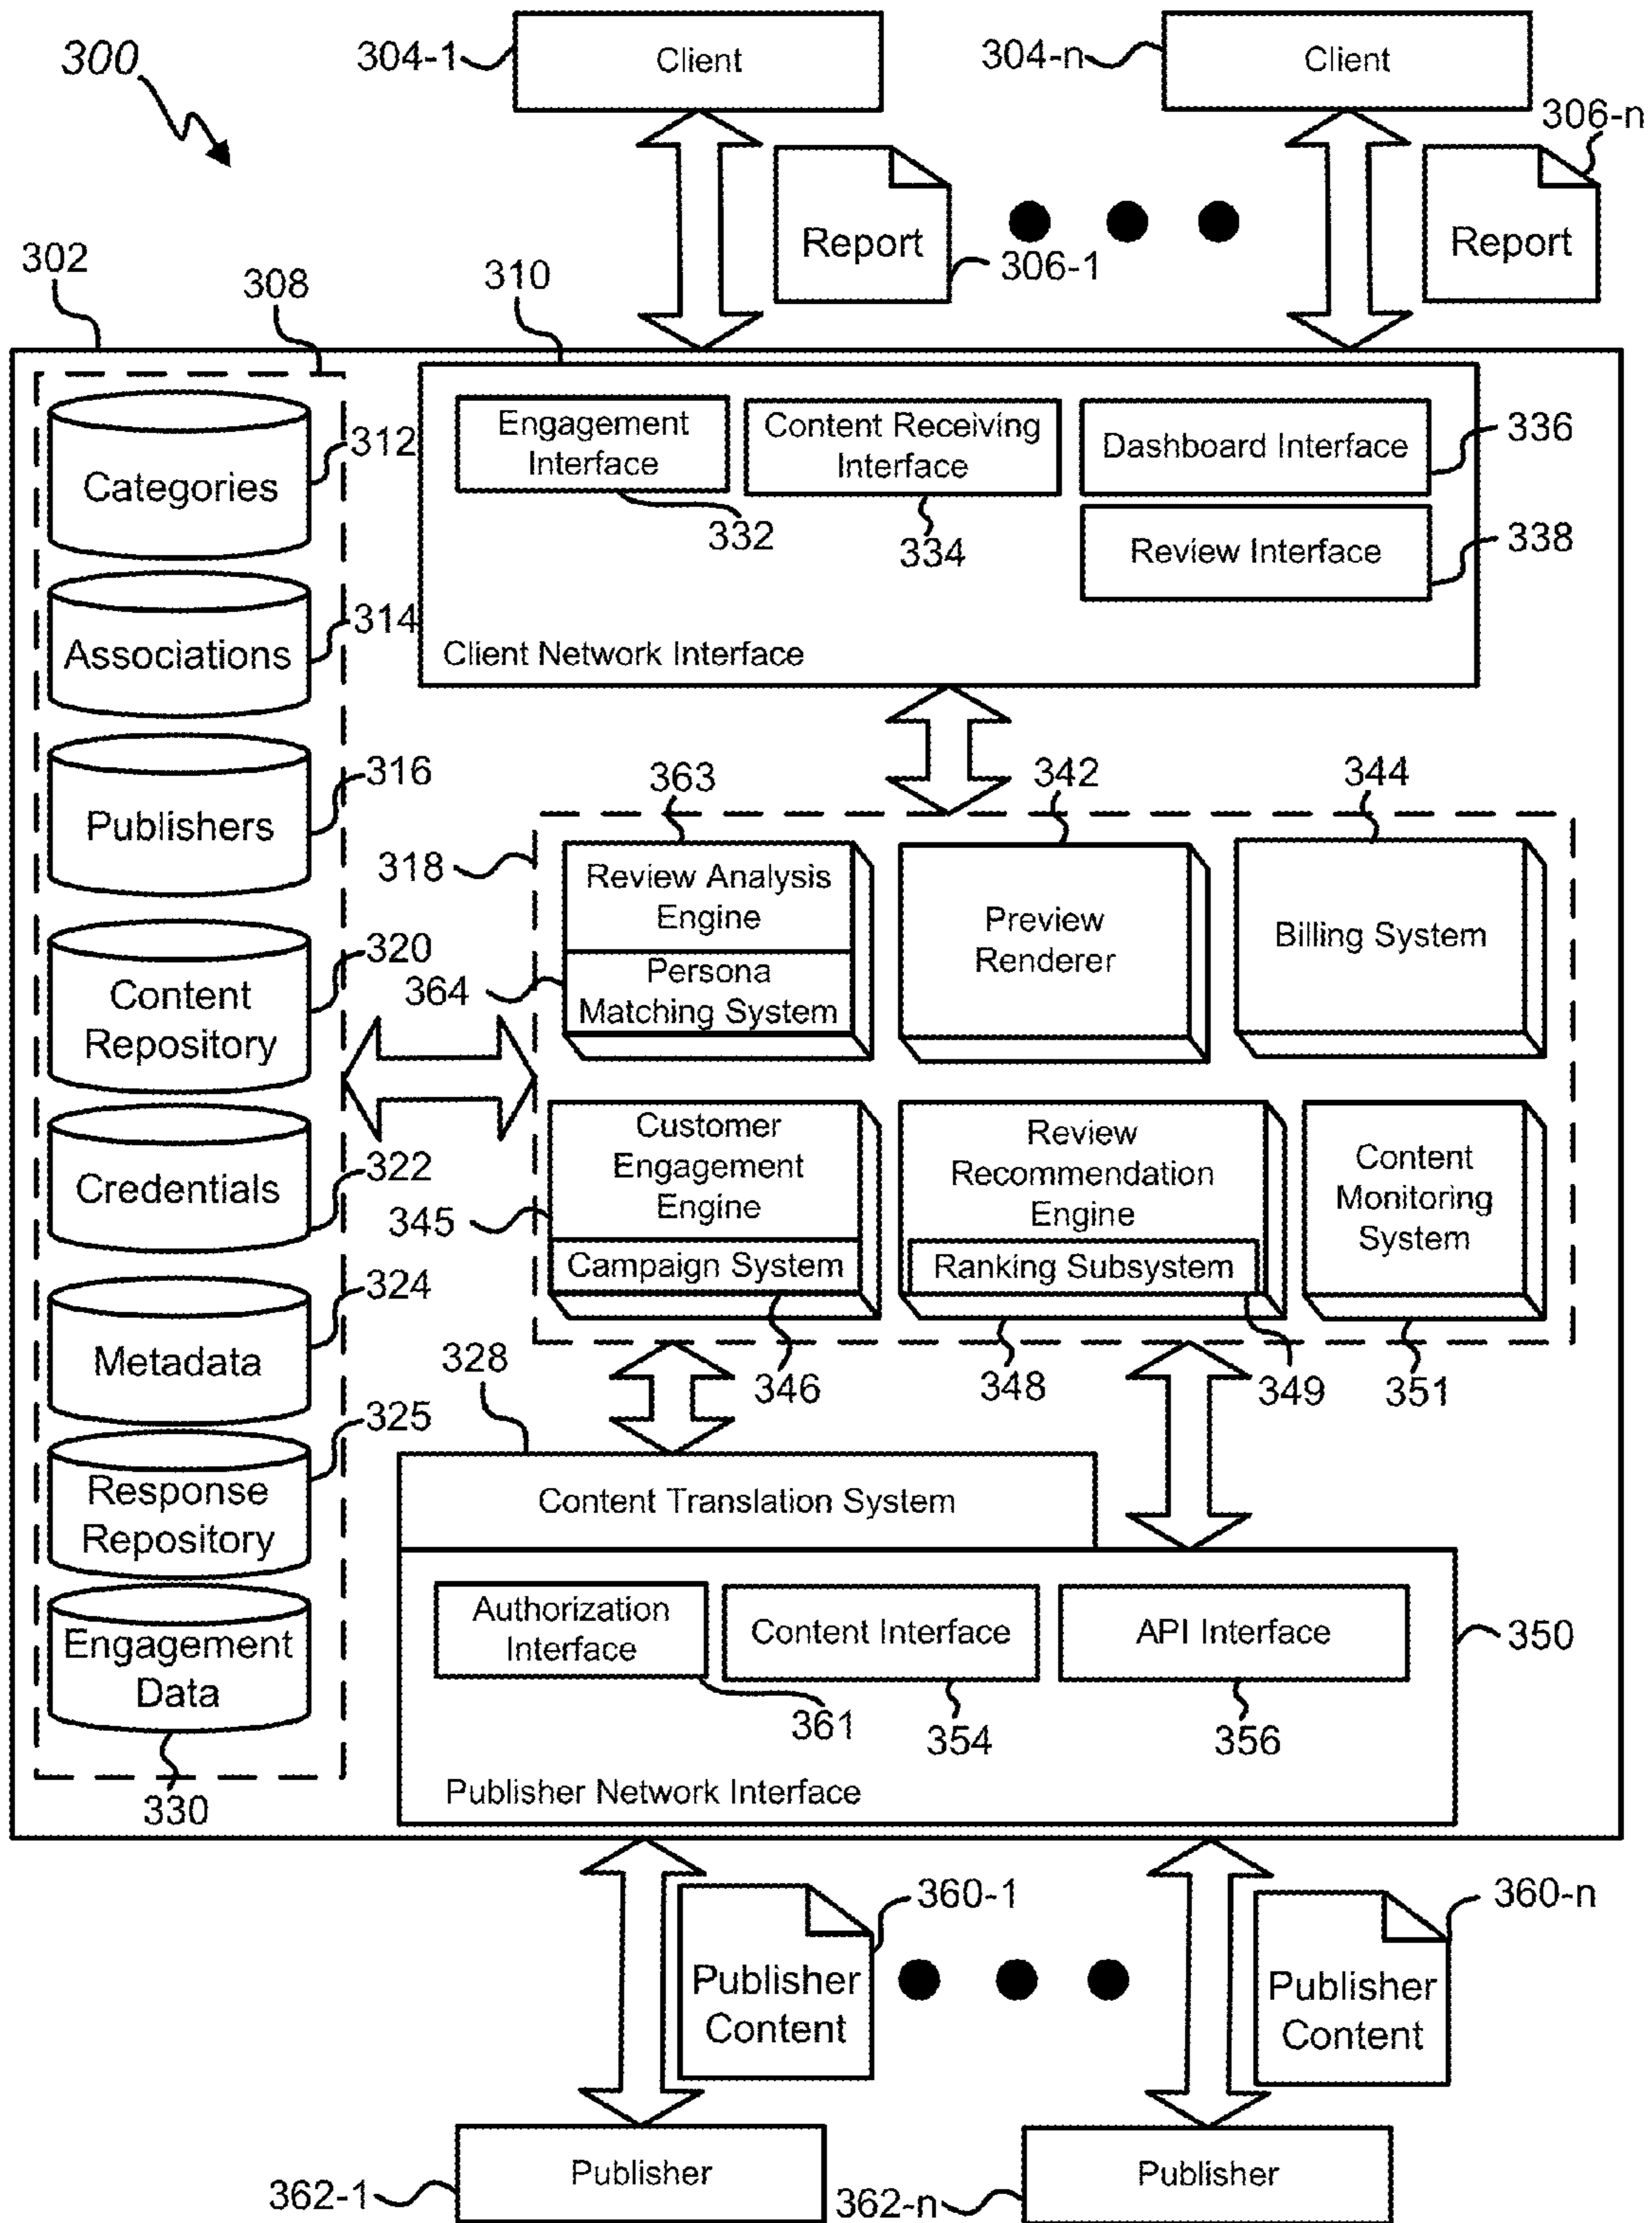 300
304-1
Client
304-n
Client
306-n
Report
306-1
Report
302
308
310
Categories
312
Associations
314
Publishers
316
Content
Repository
320
Credentials
322
Metadata
324
Response
Repository
325
Engagement
Data
330
Engagement
Interface
332
Content Receiving
Interface
334
Dashboard Interface
336
Review Interface
338
Client Network Interface
318
363
Review Analysis
Engine
Persona
Matching System
364
342
Preview
Renderer
344
Billing System
Customer
Engagement
Engine
345
Campaign System
346
Review
Recommendation
Engine
Ranking Subsystem
348
349
Content
Monitoring
System
351
328
Content Translation System
Authorization
Interface
361
Content Interface
354
API Interface
356
350
Publisher Network Interface
360-1
Publisher
Content
360-n
Publisher
Content
362-1
Publisher
362-n
Publisher